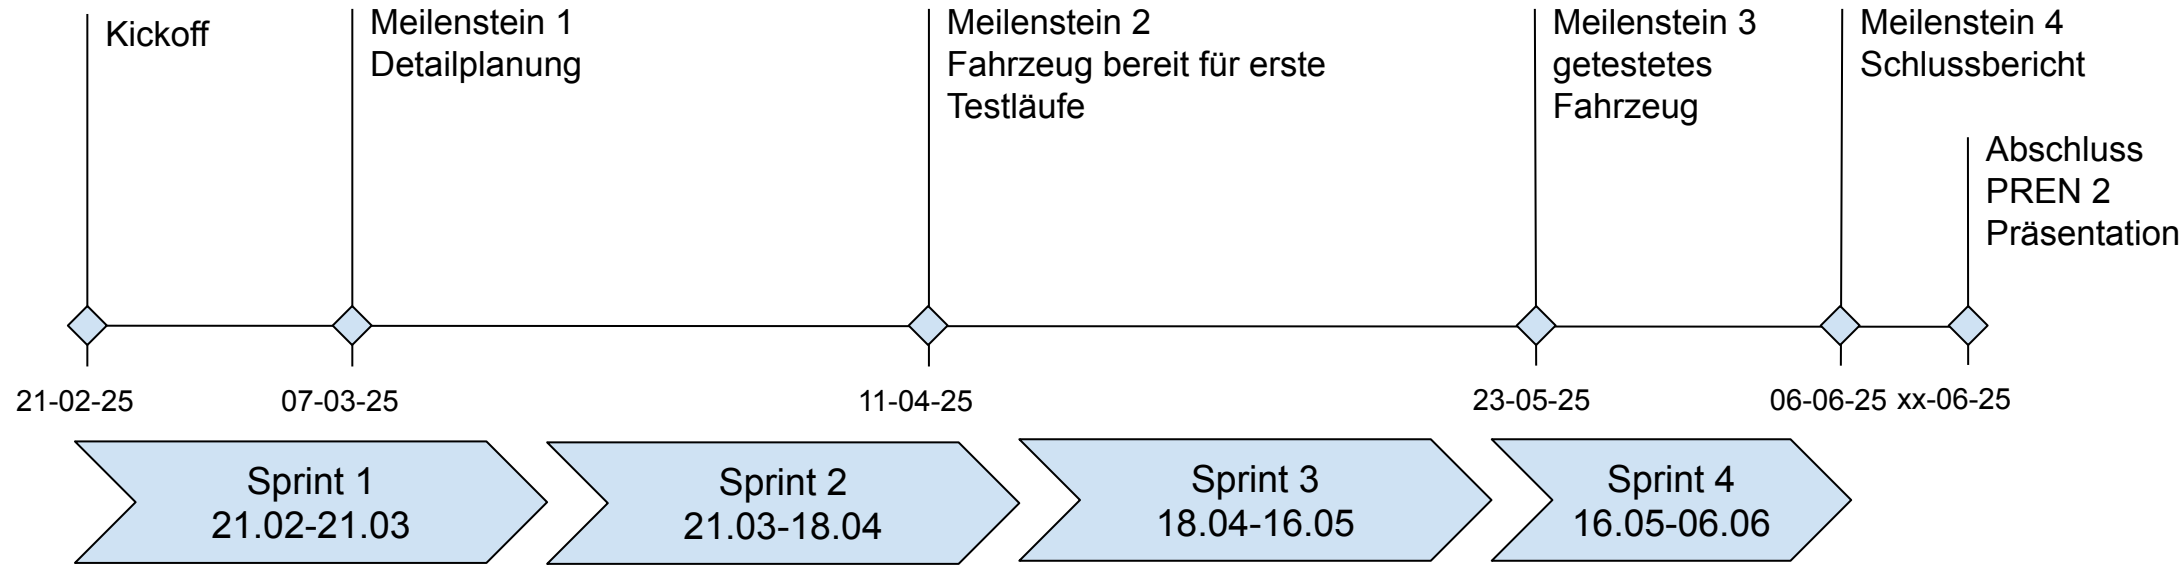 Kickoff
Meilenstein 1
Detailplanung
Meilenstein 2
Fahrzeug bereit für erste
Testläufe
Meilenstein 3
getestetes
Fahrzeug
Meilenstein 4
Schlussbericht
Abschluss
PREN 2
Präsentation
21-02-25
07-03-25
11-04-25
23-05-25
06-06-25
xx-06-25
Sprint 1
21.02-21.03
Sprint 2
21.03-18.04
Sprint 3
18.04-16.05
Sprint 4
16.05-06.06